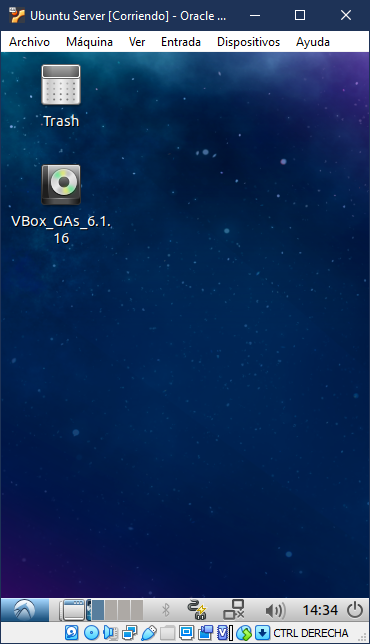 Ubuntu Server [Corriendo] - Oracle ...
Archivo Máquina Ver Entrada Dispositivos Ayuda
Trash
VBox_GAs_6.1.
16
14:34
CTRL DERECHA